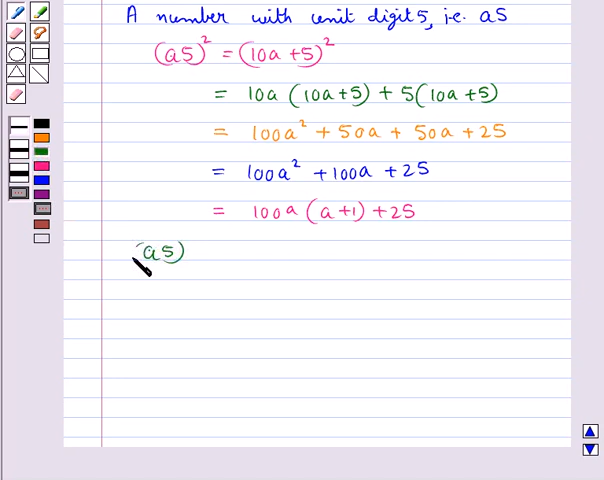 A number with unit digit 5, i.e. a5
(a5)² = (10a+5)²
= 10a (10a+5) + 5(10a+5)
= 100a² + 50a + 50a + 25
= 100a² + 100a + 25
= 100a (a+1) + 25
(a5)